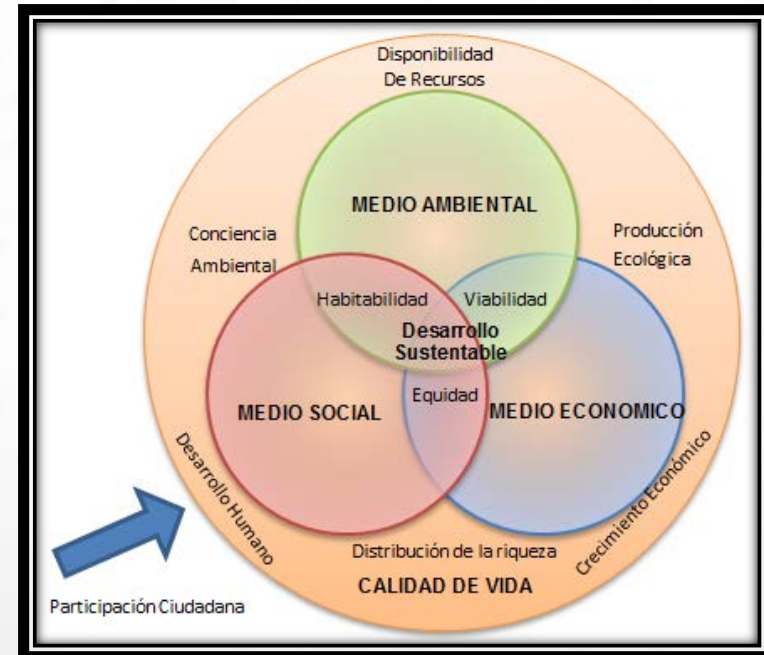 Disponibilidad
De Recursos
MEDIO AMBIENTAL
Conciencia
Ambiental
Producción
Ecológica
Habitabilidad
Viabilidad
Desarrollo
Sustentable
Equidad
MEDIO SOCIAL
MEDIO ECONOMICO
Desarrollo Humano
Crecimiento Económico
Distribución de la riqueza
CALIDAD DE VIDA
Participación Ciudadana